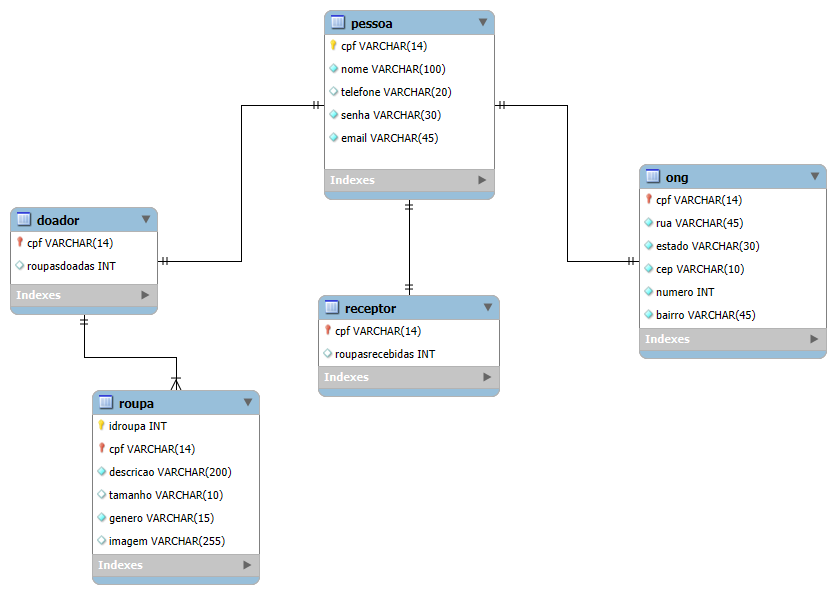 pessoa
cpf VARCHAR(14)
nome VARCHAR(100)
telefone VARCHAR(20)
senha VARCHAR(30)
email VARCHAR(45)
Indexes
ong
cpf VARCHAR(14)
rua VARCHAR(45)
estado VARCHAR(30)
cep VARCHAR(10)
numero INT
bairro VARCHAR(45)
Indexes
doador
cpf VARCHAR(14)
roupasdoadas INT
Indexes
receptor
cpf VARCHAR(14)
roupasrecebidas INT
Indexes
roupa
idroupa INT
cpf VARCHAR(14)
descricao VARCHAR(200)
tamanho VARCHAR(10)
genero VARCHAR(15)
imagem VARCHAR(255)
Indexes